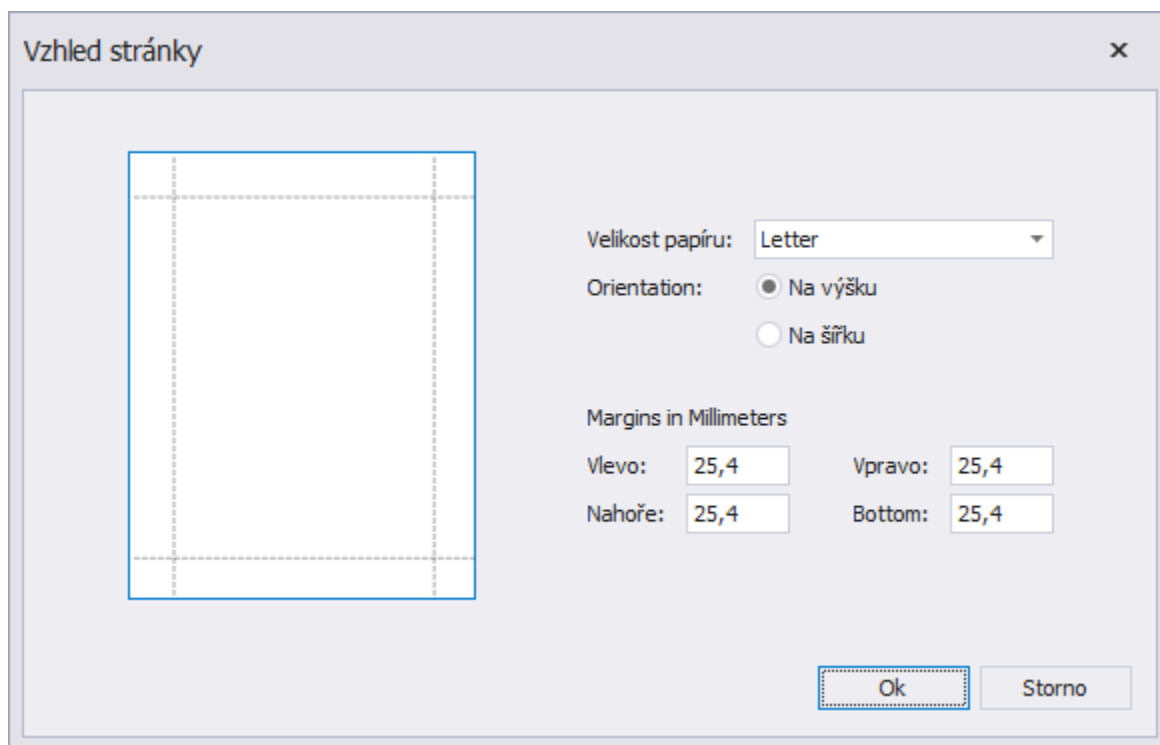 Vzhled stránky
Velikost papíru: Letter
Orientation: Na výšku
Na šířku
Margins in Millimeters
Vlevo: 25,4 Vpravo: 25,4
Nahoře: 25,4 Bottom: 25,4
Ok Storno